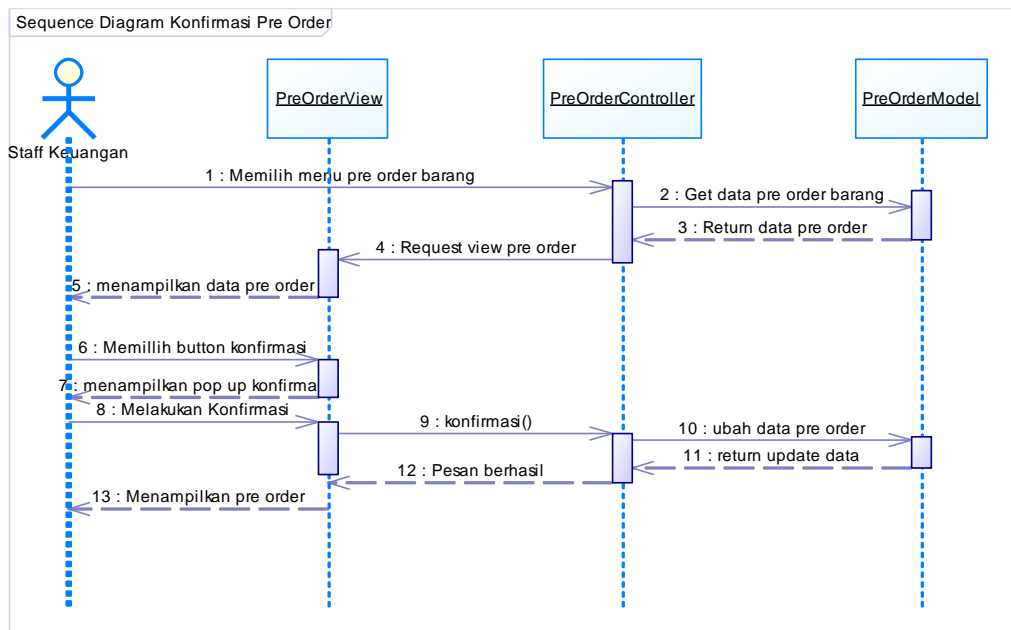 Sequence Diagram Konfirmasi Pre Order
PreOrderView
PreOrderController
PreOrderModel
Staff Keuangan
1 : Memilih menu pre order barang
2 : Get data pre order barang
3 : Return data pre order
4 : Request view pre order
5 : menampilkan data pre order
6 : Memillih button konfirmasi
7 : menampilkan pop up konfirma
8 : Melakukan Konfirmasi
9 : konfirmasi()
10 : ubah data pre order
11 : return update data
12 : Pesan berhasil
13 : Menampilkan pre order